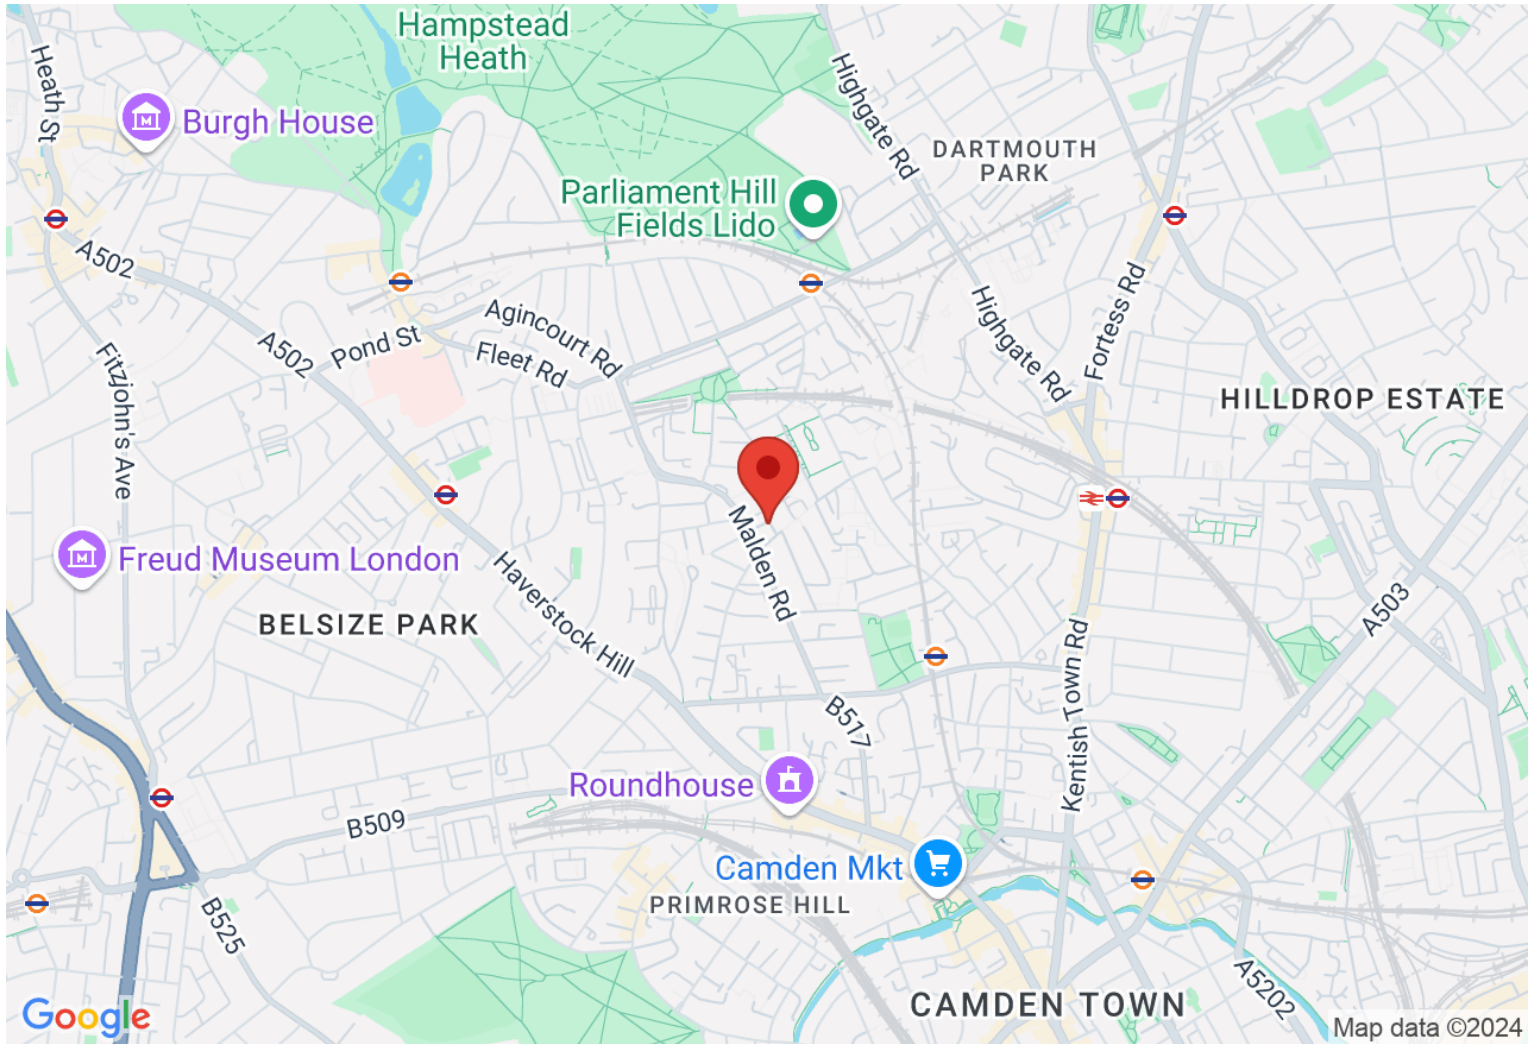 Hampstead
Heath
Heath St
Burgh House
Highgate Rd
DARTMOUTH
PARK
Parliament Hill
Fields Lido
A502
Agincourt Rd
Highgate Rd
Fortess Rd
A502
Pond St
Fleet Rd
Fitzjohn's Ave
HILLDROP ESTATE
Malden Rd
Freud Museum London
Haverstock Hill
A503
BELSIZE PARK
Kentish Town Rd
B517
Roundhouse
B509
Camden Mkt
PRIMROSE HILL
B525
A5202
CAMDEN TOWN
Google
Map data ©2024